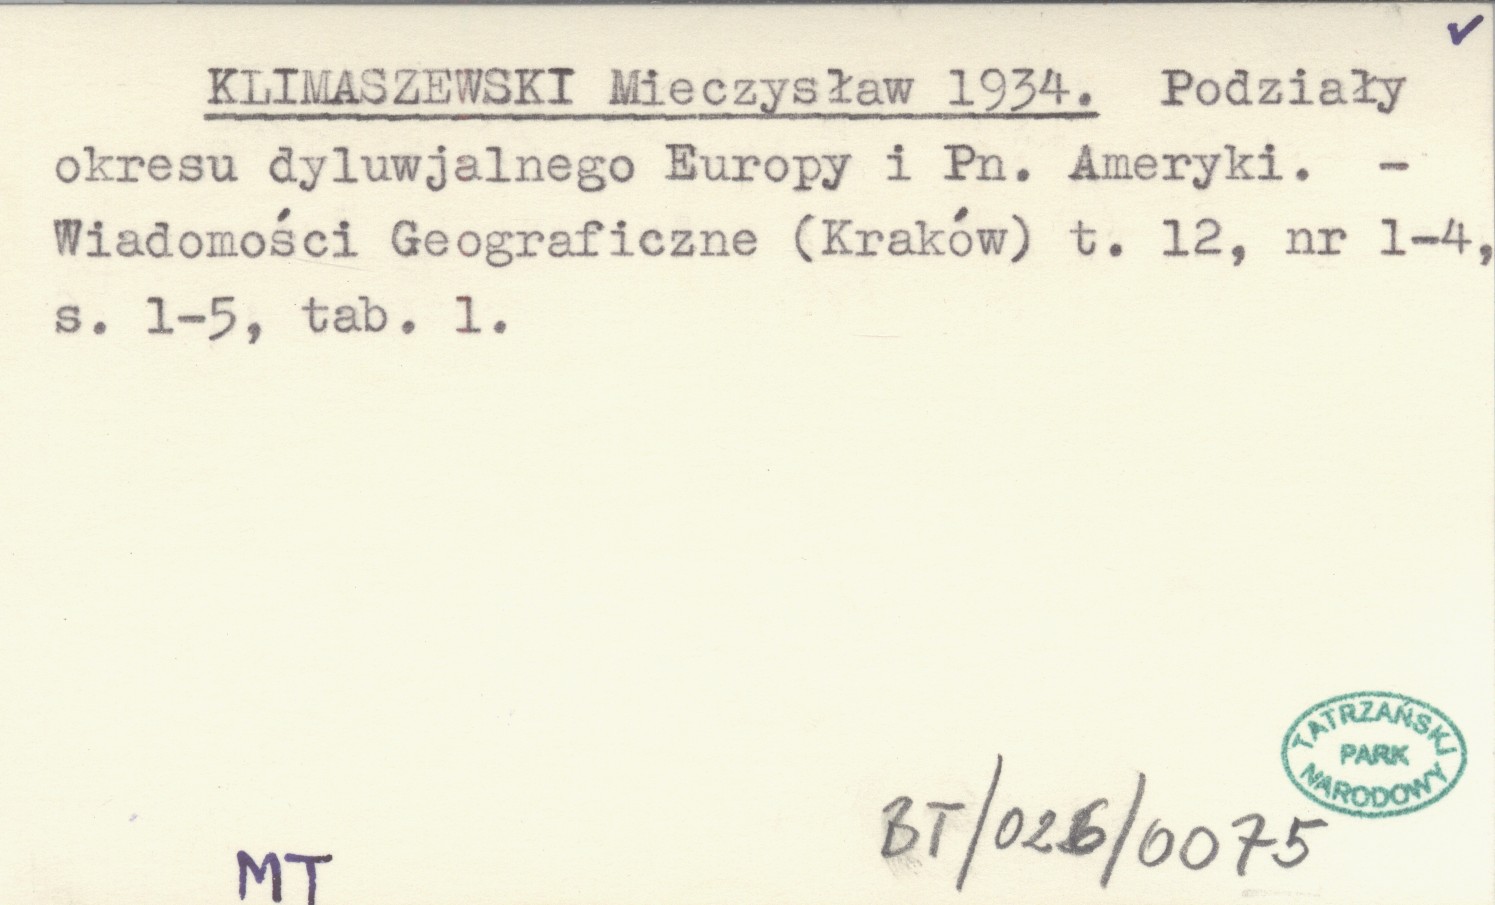 KLIMASZEWSKI Mieczysław 1934. Podziały
okresu dyluwjalnego Europy i Pn. Ameryki. -
Wiadomości Geograficzne (Kraków) t. 12, nr 1-4,
s. 1-5, tab. 1.
TATRZAŃSKI
PARK
NARODOWY
BT/026/0075
MT